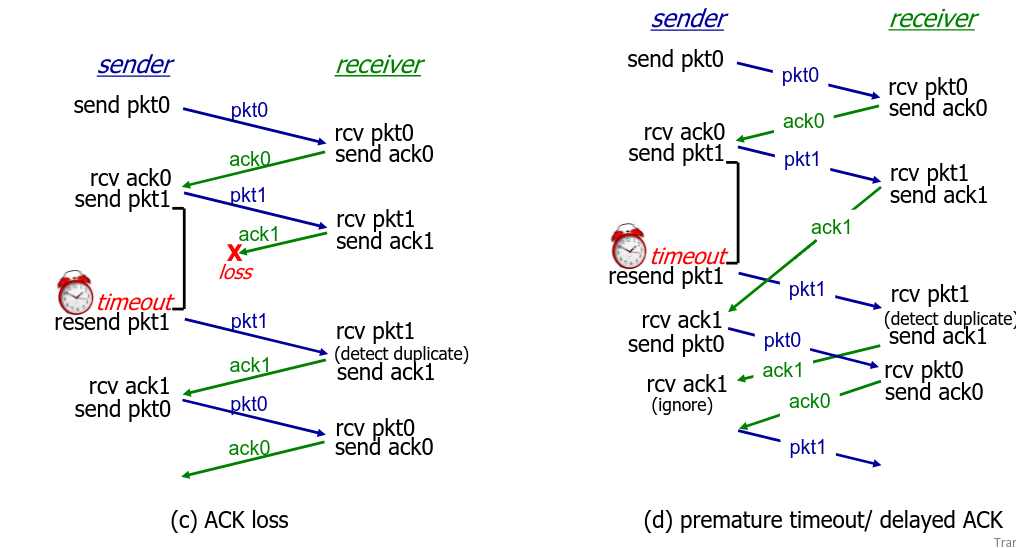 sender
receiver
send pkt0
pkt0
rcv pkt0
send ack0
ack0
rcv ack0
send pkt1
pkt1
rcv pkt1
send ack1
ack1
X
loss
timeout
resend pkt1
pkt1
rcv pkt1
(detect duplicate)
send ack1
ack1
rcv ack1
send pkt0
pkt0
rcv pkt0
send ack0
ack0
(c) ACK loss
sender
receiver
send pkt0
pkt0
rcv pkt0
send ack0
ack0
rcv ack0
send pkt1
pkt1
rcv pkt1
send ack1
ack1
timeout
resend pkt1
pkt1
rcv pkt1
(detect duplicate)
send ack1
rcv ack1
send pkt0
pkt0
ack1
rcv pkt0
send ack0
rcv ack1
(ignore)
ack0
pkt1
(d) premature timeout/ delayed ACK
Tran